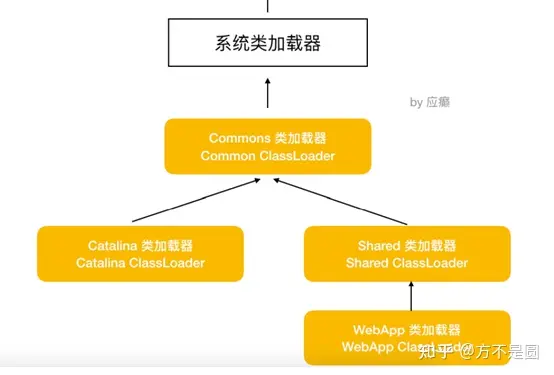 系统类加载器
by 应癫
Commons 类加载器
Common ClassLoader
Catalina 类加载器
Catalina ClassLoader
Shared 类加载器
Shared ClassLoader
WebApp 类加载器
WebApp ClassLoader
知乎 @方不是圆